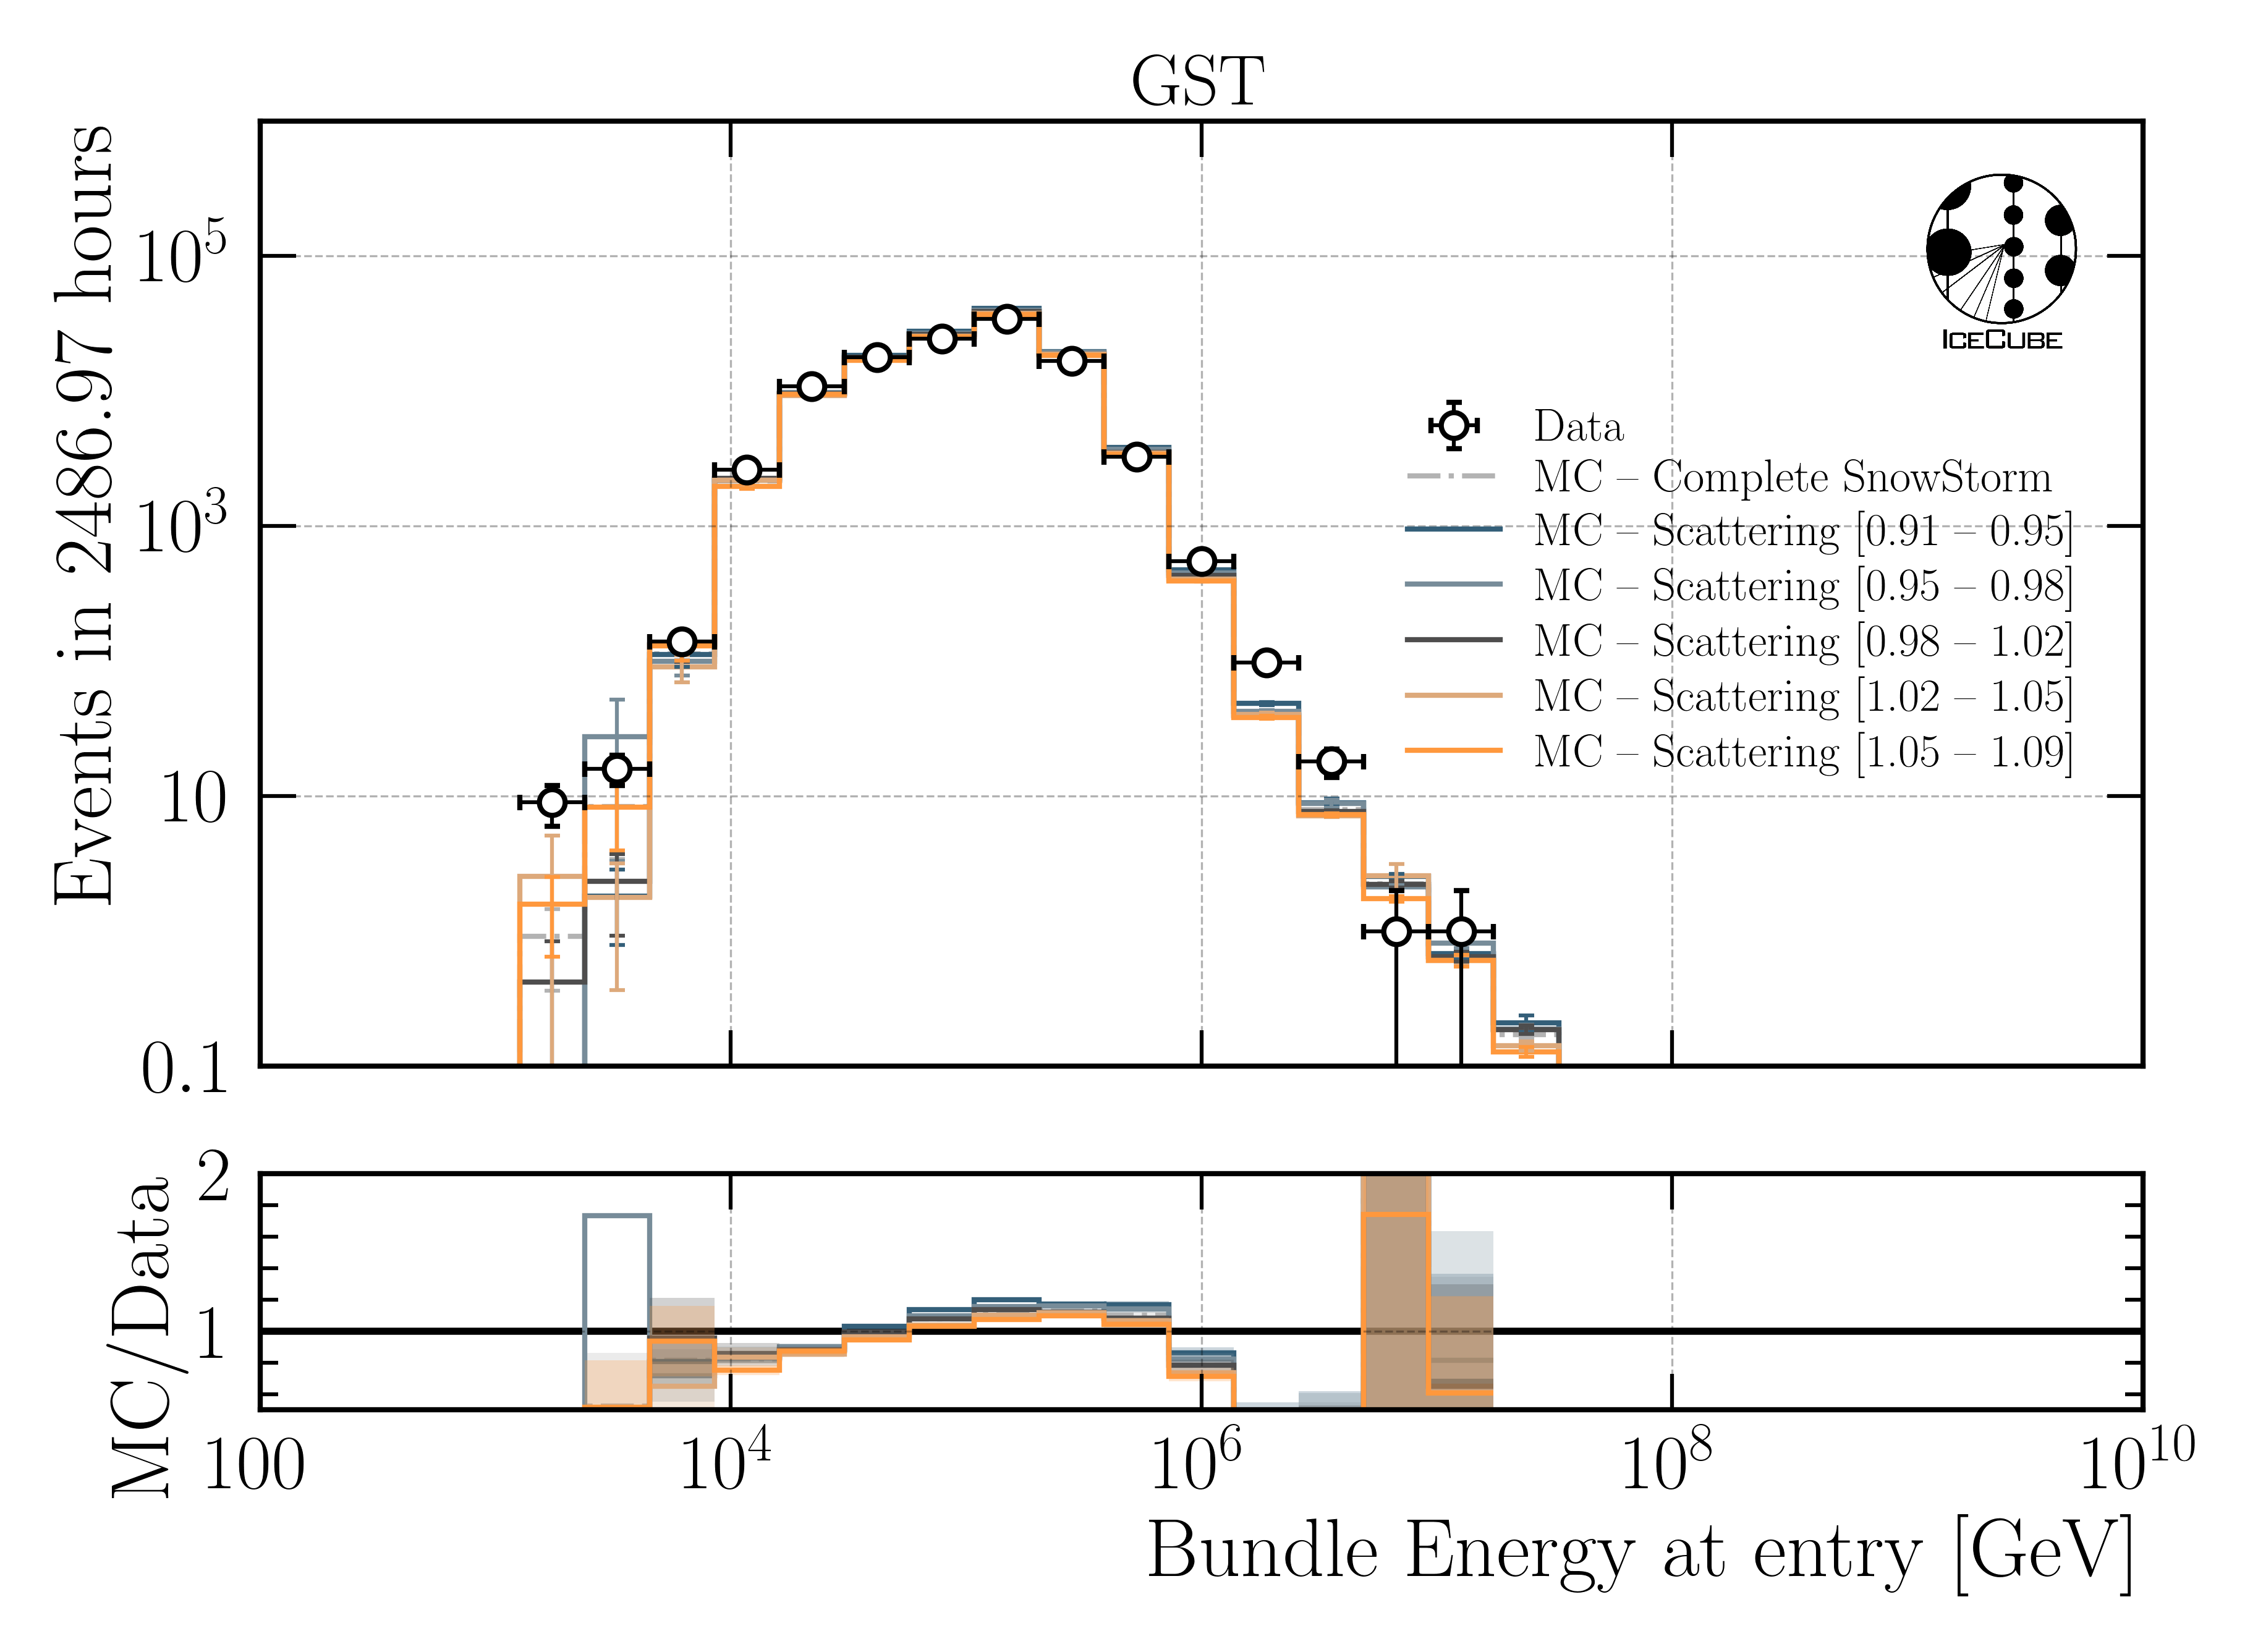 GST
Events in 2486.97 hours
10^5
10^3
10
0.1
ICECUBE
Data
MC – Complete SnowStorm
MC – Scattering [0.91 – 0.95]
MC – Scattering [0.95 – 0.98]
MC – Scattering [0.98 – 1.02]
MC – Scattering [1.02 – 1.05]
MC – Scattering [1.05 – 1.09]
MC/Data
2
1
100 10^4 10^6 10^8 10^10
Bundle Energy at entry [GeV]